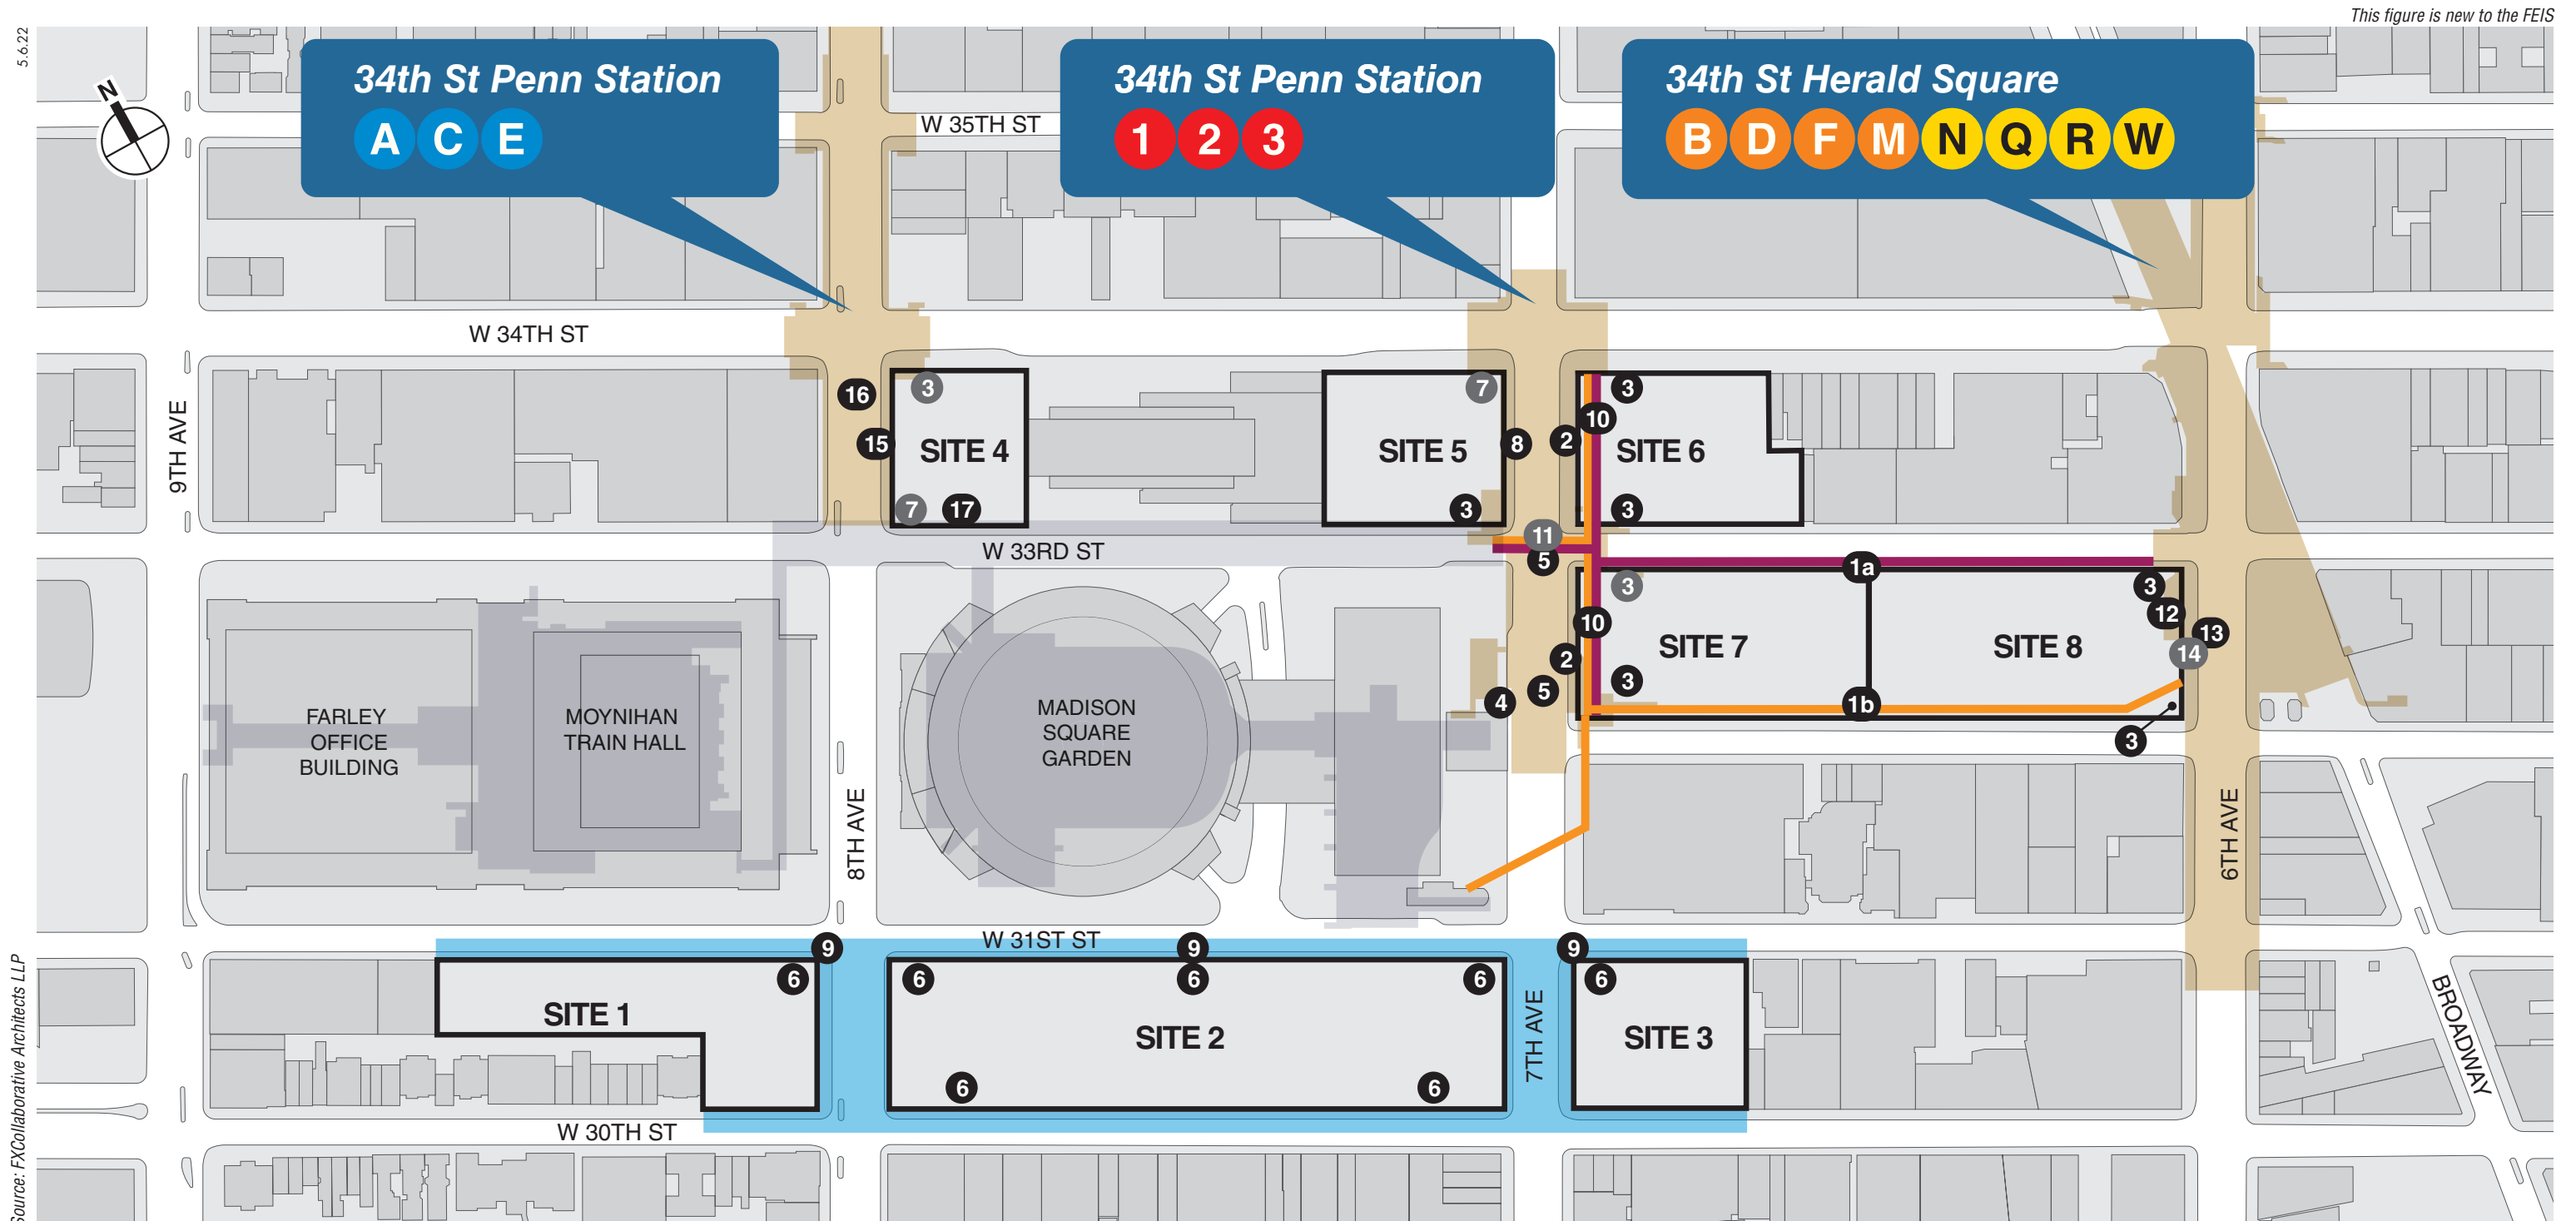 This figure is new to the FEIS
5.6.22
N
34th St Penn Station
A C E
34th St Penn Station
1 2 3
34th St Herald Square
B D F M N Q R W
W 35TH ST
W 34TH ST
9TH AVE
16
15
3
SITE 4
7 17
7
SITE 5
8
3
2
10
3
SITE 6
3
W 33RD ST
11
5
1a
3
10
SITE 7
2
3
4
5
1b
SITE 8
3
12
13
14
3
FARLEY
OFFICE
BUILDING
MOYNIHAN
TRAIN HALL
8TH AVE
MADISON
SQUARE
GARDEN
6TH AVE
W 31ST ST
9
9
9
6
SITE 1
6
6
6
SITE 2
6
6
7TH AVE
6
SITE 3
BROADWAY
W 30TH ST
Source: FXCollaborative Architects LLP